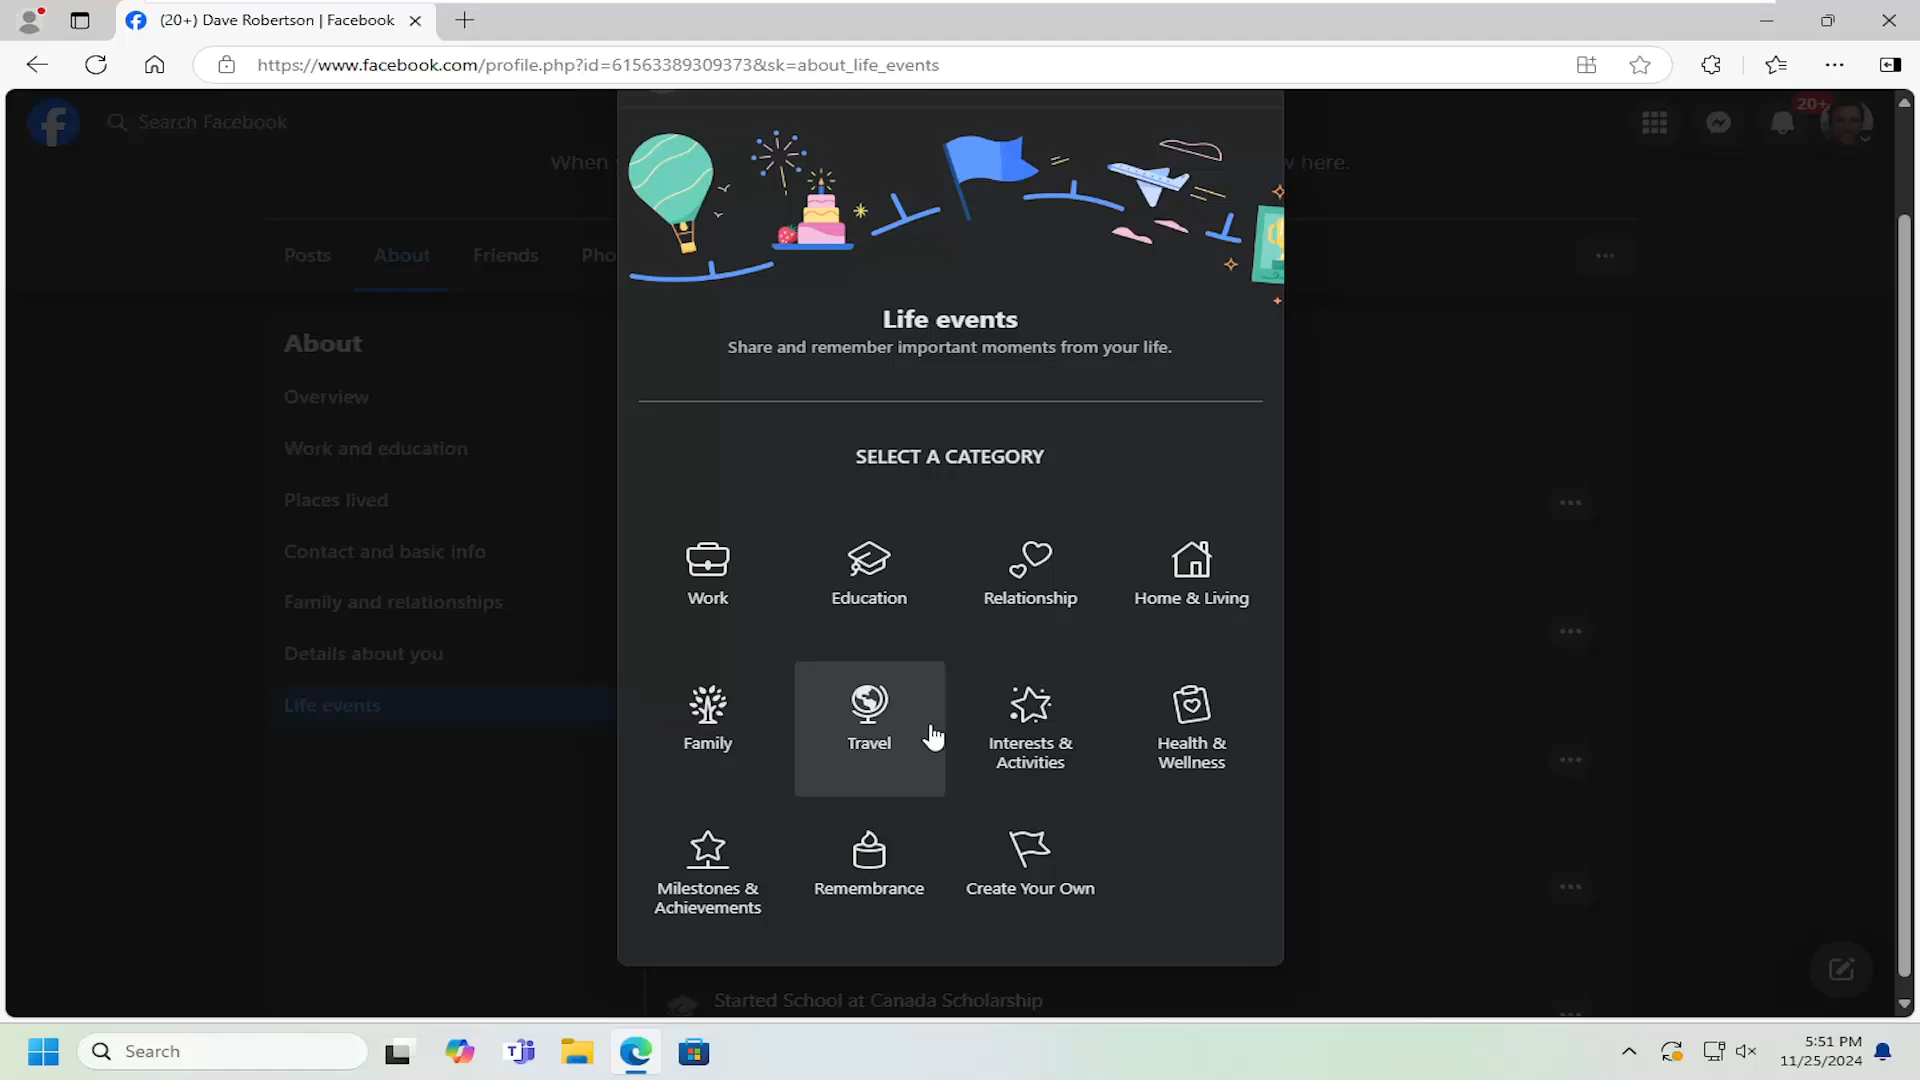 (20+) Dave Robertson | Facebook
https://www.facebook.com/profile.php?id=61563389309373&sk=about_life_events
Search Facebook
20+
When
w here.
Posts
About
Friends
Pho
About
Overview
Work and education
Places lived
Contact and basic info
Family and relationships
Details about you
Life events
Life events
Share and remember important moments from your life.
SELECT A CATEGORY
Work
Education
Relationship
Home & Living
Family
Travel
Interests &
Activities
Health &
Wellness
Milestones &
Achievements
Remembrance
Create Your Own
Started School at Canada Scholarship
Search
5:51 PM
11/25/2024